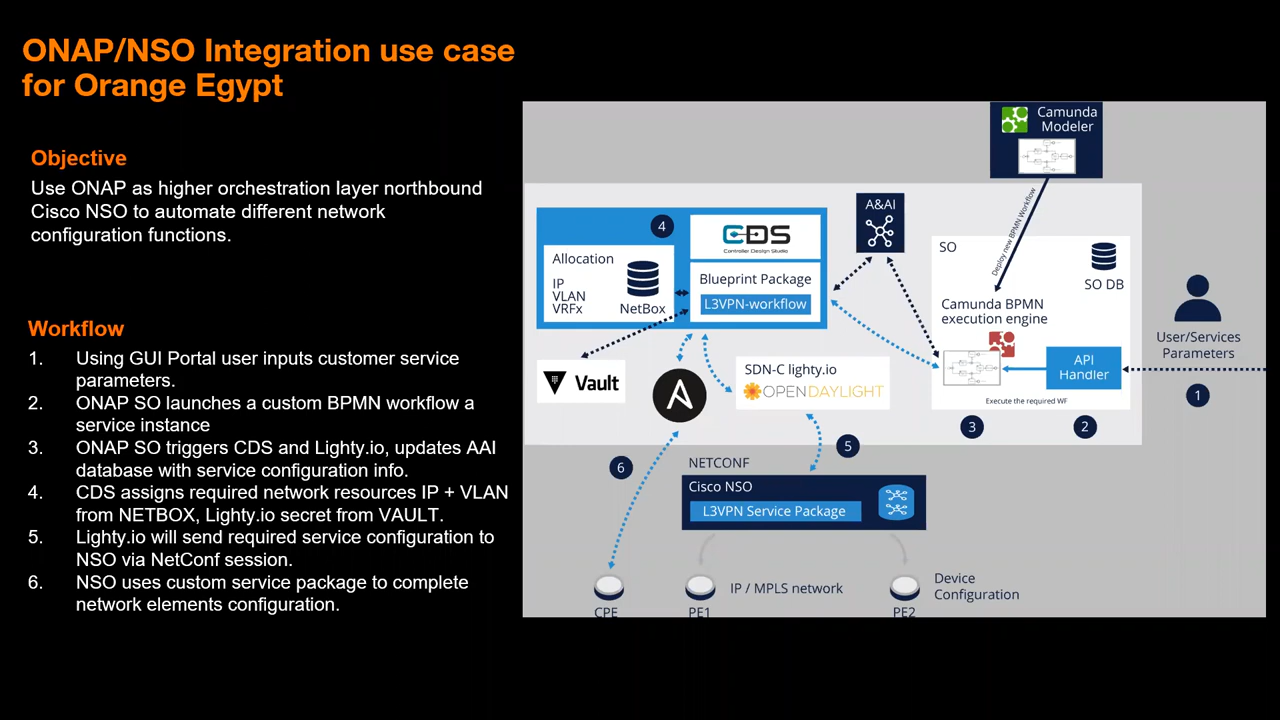 ONAP/NSO Integration use case
for Orange Egypt
Objective
Use ONAP as higher orchestration layer northbound
Cisco NSO to automate different network
configuration functions.
Workflow
1. Using GUI Portal user inputs customer service
parameters.
2. ONAP SO launches a custom BPMN workflow a
service instance
3. ONAP SO triggers CDS and Lighty.io, updates AAI
database with service configuration info.
4. CDS assigns required network resources IP + VLAN
from NETBOX, Lighty.io secret from VAULT.
5. Lighty.io will send required service configuration to
NSO via NetConf session.
6. NSO uses custom service package to complete
network elements configuration.
Camunda
Modeler
Deploy new BPMN Workflow
4
CDS
Controller Design Studio
Allocation
IP
VLAN
VRFx
NetBox
Blueprint Package
L3VPN-workflow
A&AI
SO
SO DB
Camunda BPMN
execution engine
API
Handler
Execute the required WF
User/Services
Parameters
1
2
3
Vault
A
SDN-C lighty.io
OPENDAYLIGHT
5
6
NETCONF
Cisco NSO
L3VPN Service Package
CPE
PE1
IP / MPLS network
PE2
Device
Configuration